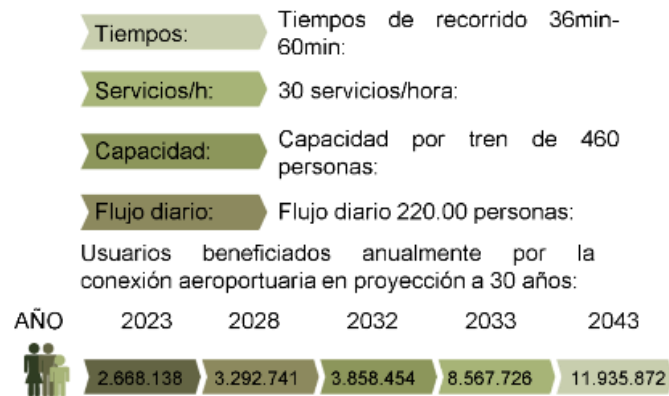 Tiempos:
Tiempos de recorrido 36min-
60min:
Servicios/h:
30 servicios/hora:
Capacidad:
Capacidad por tren de 460
personas:
Flujo diario:
Flujo diario 220.00 personas:
Usuarios beneficiados anualmente por la
conexión aeroportuaria en proyección a 30 años:
AÑO 2023 2028 2032 2033 2043
2.668.138 3.292.741 3.858.454 8.567.726 11.935.872